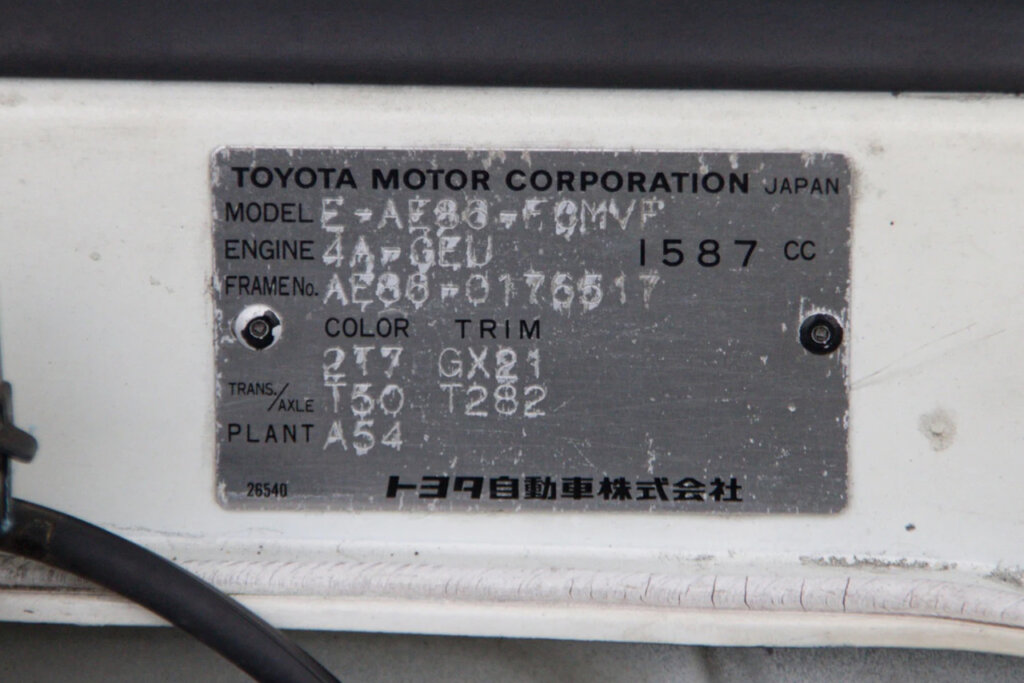 TOYOTA MOTOR CORPORATION JAPAN
MODEL E-AE86-FQMVF
ENGINE 4A-GEU 1587 CC
FRAME No. AE86-0176517
COLOR TRIM
2T7 GX21
TRANS./AXLE T50 T282
PLANT A54
26540 トヨタ自動車株式会社